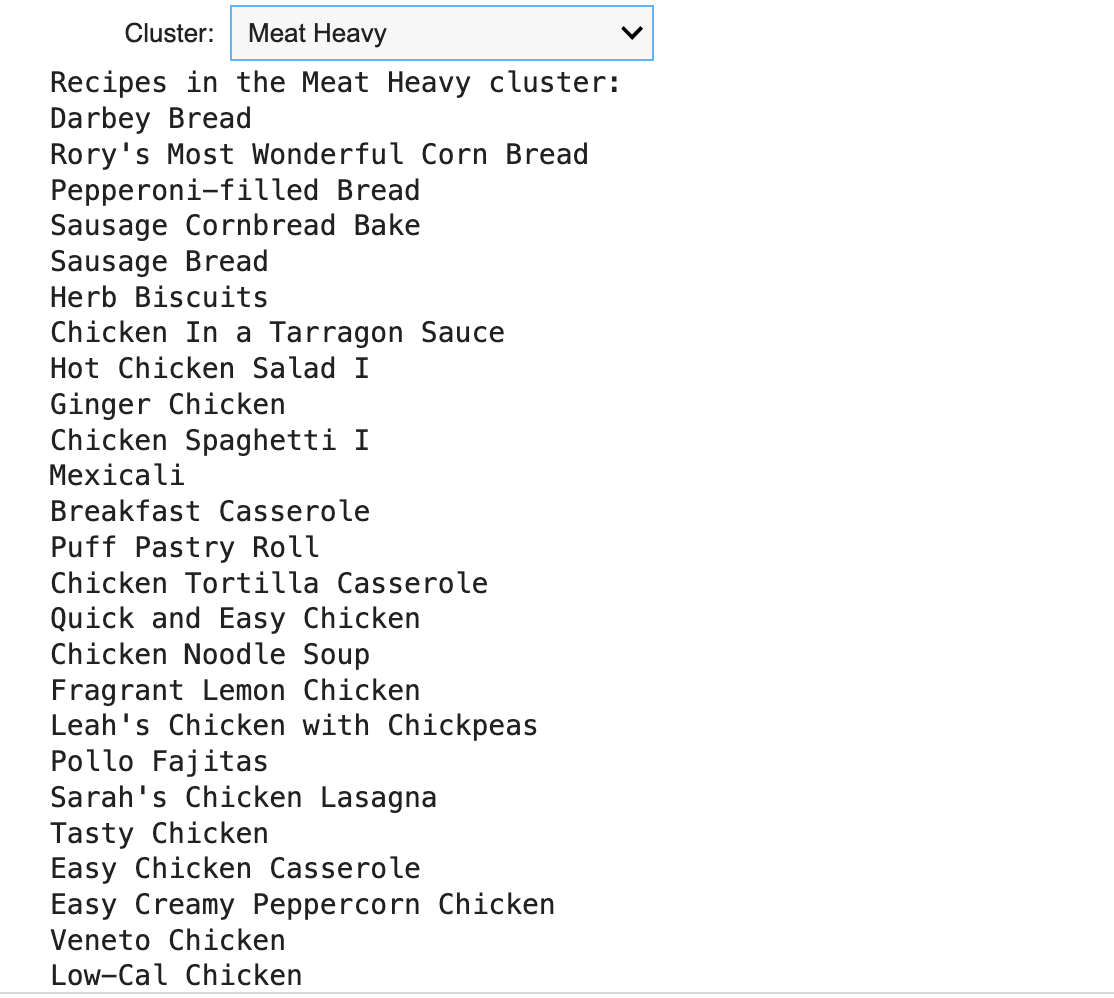 Cluster: Meat Heavy
Recipes in the Meat Heavy cluster:
Darbey Bread
Rory's Most Wonderful Corn Bread
Pepperoni-filled Bread
Sausage Cornbread Bake
Sausage Bread
Herb Biscuits
Chicken In a Tarragon Sauce
Hot Chicken Salad I
Ginger Chicken
Chicken Spaghetti I
Mexicali
Breakfast Casserole
Puff Pastry Roll
Chicken Tortilla Casserole
Quick and Easy Chicken
Chicken Noodle Soup
Fragrant Lemon Chicken
Leah's Chicken with Chickpeas
Pollo Fajitas
Sarah's Chicken Lasagna
Tasty Chicken
Easy Chicken Casserole
Easy Creamy Peppercorn Chicken
Veneto Chicken
Low-Cal Chicken